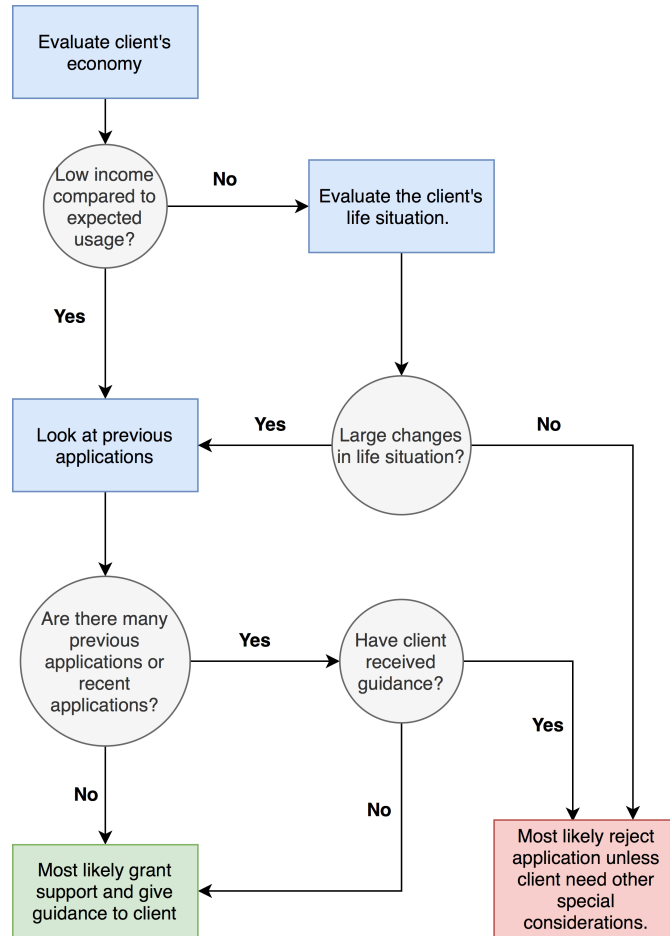 Evaluate client's
economy
Low income
compared to
expected
usage?
No
Evaluate the client's
life situation.
Yes
Look at previous
applications
Yes
Large changes
in life situation?
No
Are there many
previous
applications or
recent
applications?
Yes
Have client
received
guidance?
Yes
No
No
Most likely grant
support and give
guidance to client
Most likely reject
application unless
client need other
special
considerations.